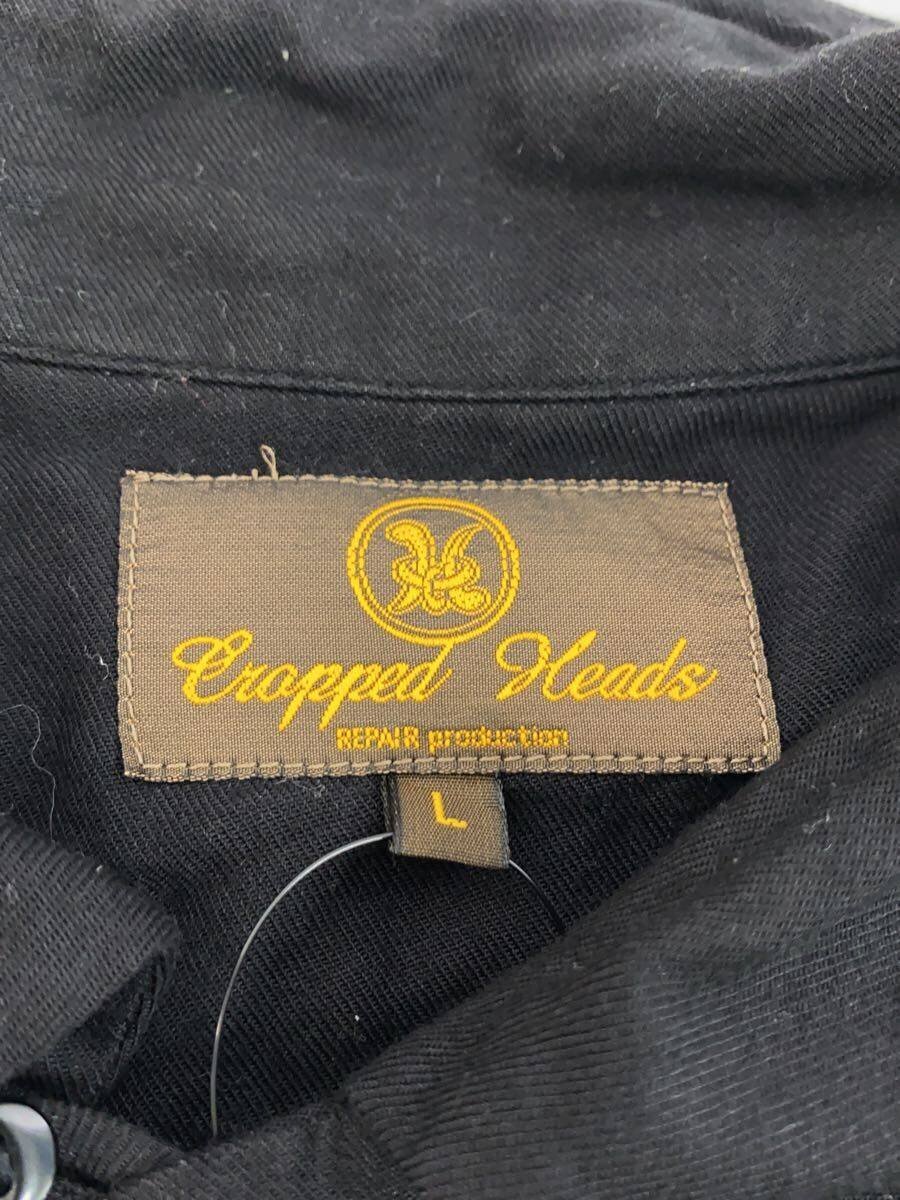 Cropped Heads
REPAIR production
L